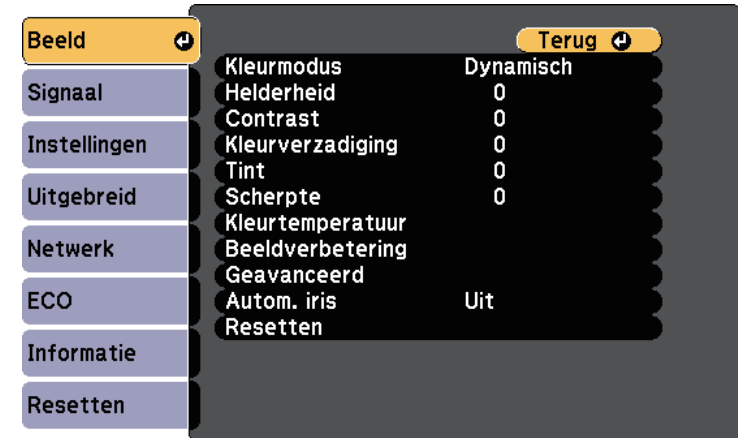 Beeld
Signaal
Instellingen
Uitgebreid
Netwerk
ECO
Informatie
Resetten
Terug
Kleurmodus Dynamisch
Helderheid 0
Contrast 0
Kleurverzadiging 0
Tint 0
Scherpte 0
Kleurtemperatuur
Beeldverbetering
Geavanceerd
Autom. iris Uit
Resetten